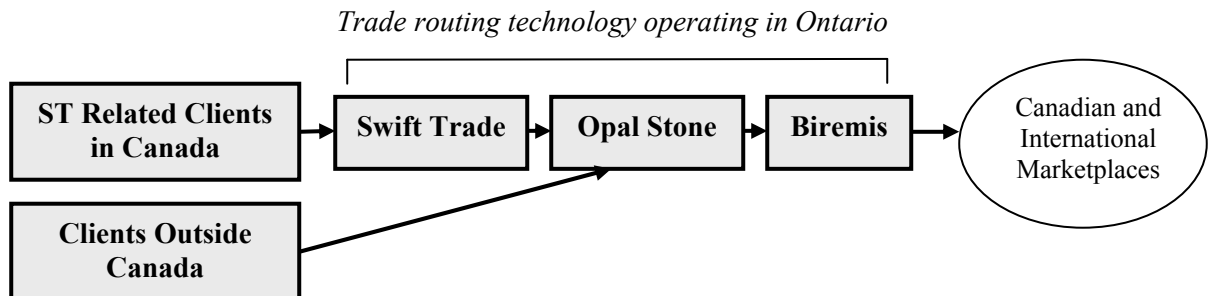 Trade routing technology operating in Ontario
ST Related Clients
in Canada
Swift Trade
Opal Stone
Biremis
Canadian and
International
Marketplaces
Clients Outside
Canada